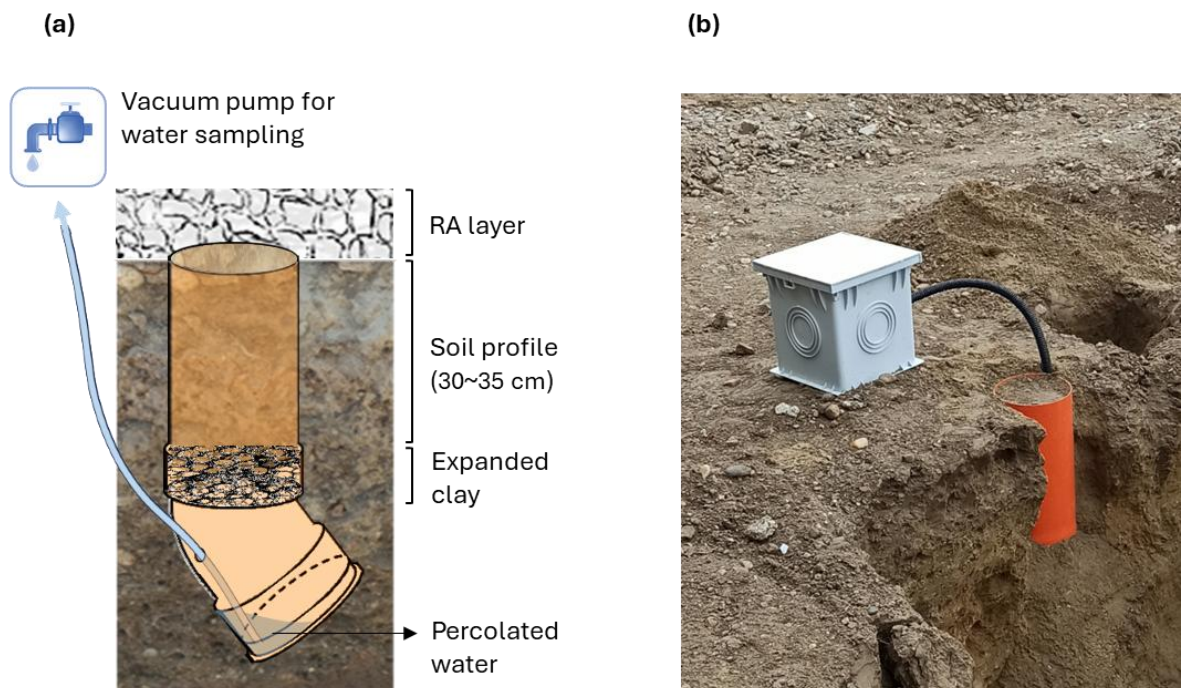 (a)
(b)
Vacuum pump for
water sampling
RA layer
Soil profile
(30~35 cm)
Expanded
clay
Percolated
water